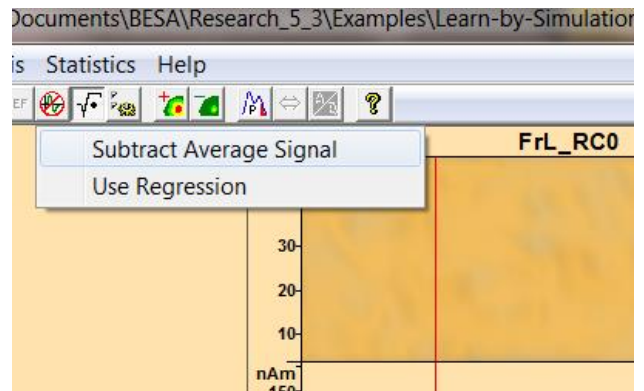 Documents\BESA\Research_5_3\Examples\Learn-by-Simulation
is Statistics Help
EF
Subtract Average Signal
Use Regression
FrL_RC0
30
20
10
nAm
150